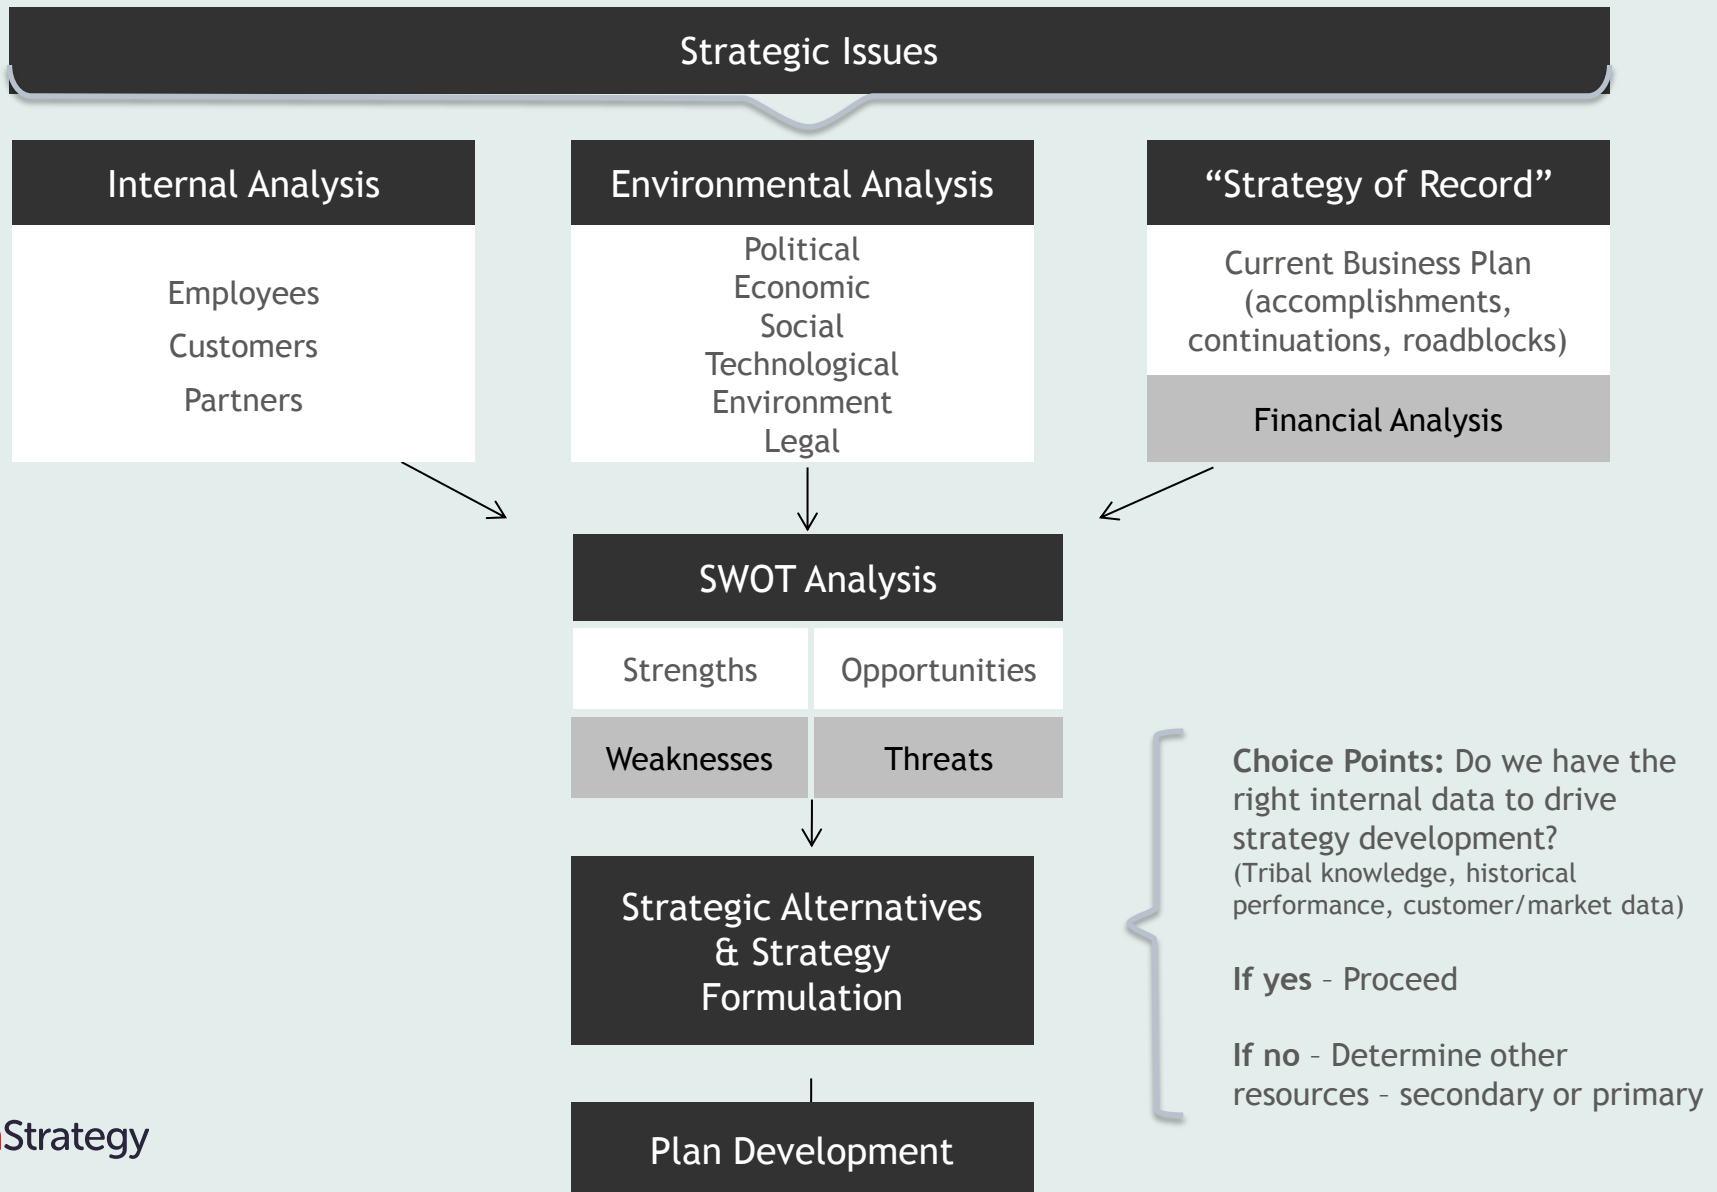 Strategic Issues
Internal Analysis
Employees
Customers
Partners
Environmental Analysis
Political
Economic
Social
Technological
Environment
Legal
“Strategy of Record”
Current Business Plan
(accomplishments,
continuations, roadblocks)
Financial Analysis
SWOT Analysis
Strengths
Opportunities
Weaknesses
Threats
Strategic Alternatives
& Strategy
Formulation
Choice Points: Do we have the
right internal data to drive
strategy development?
(Tribal knowledge, historical
performance, customer/market data)
If yes – Proceed
If no – Determine other
resources – secondary or primary
Plan Development
Strategy